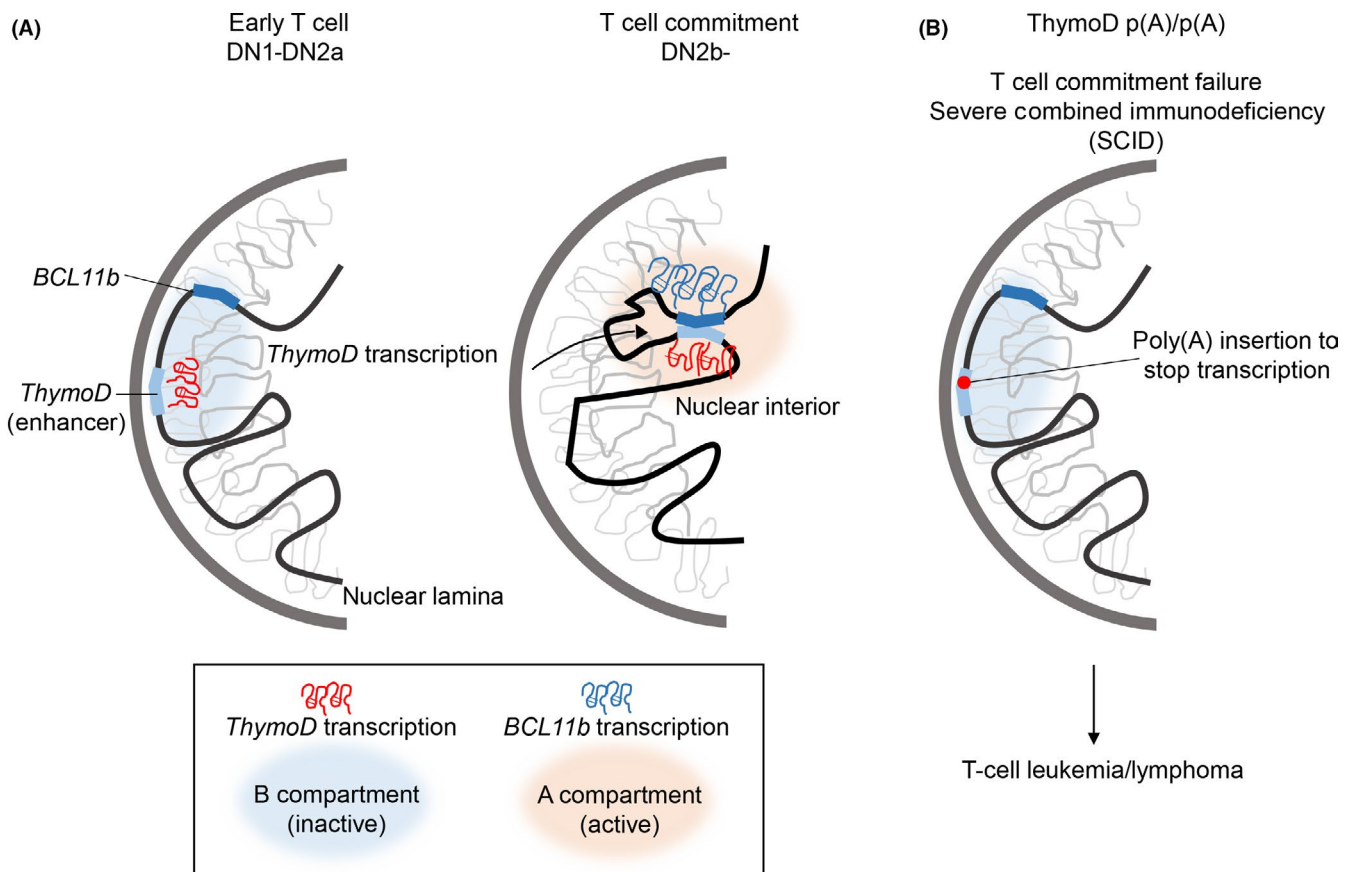 (A)
Early T cell
DN1-DN2a
T cell commitment
DN2b-
BCL11b
ThymoD transcription
ThymoD
(enhancer)
Nuclear interior
Nuclear lamina
(B)
ThymoD p(A)/p(A)
T cell commitment failure
Severe combined immunodeficiency
(SCID)
Poly(A) insertion to
stop transcription
T-cell leukemia/lymphoma
ThymoD transcription
BCL11b transcription
B compartment
(inactive)
A compartment
(active)